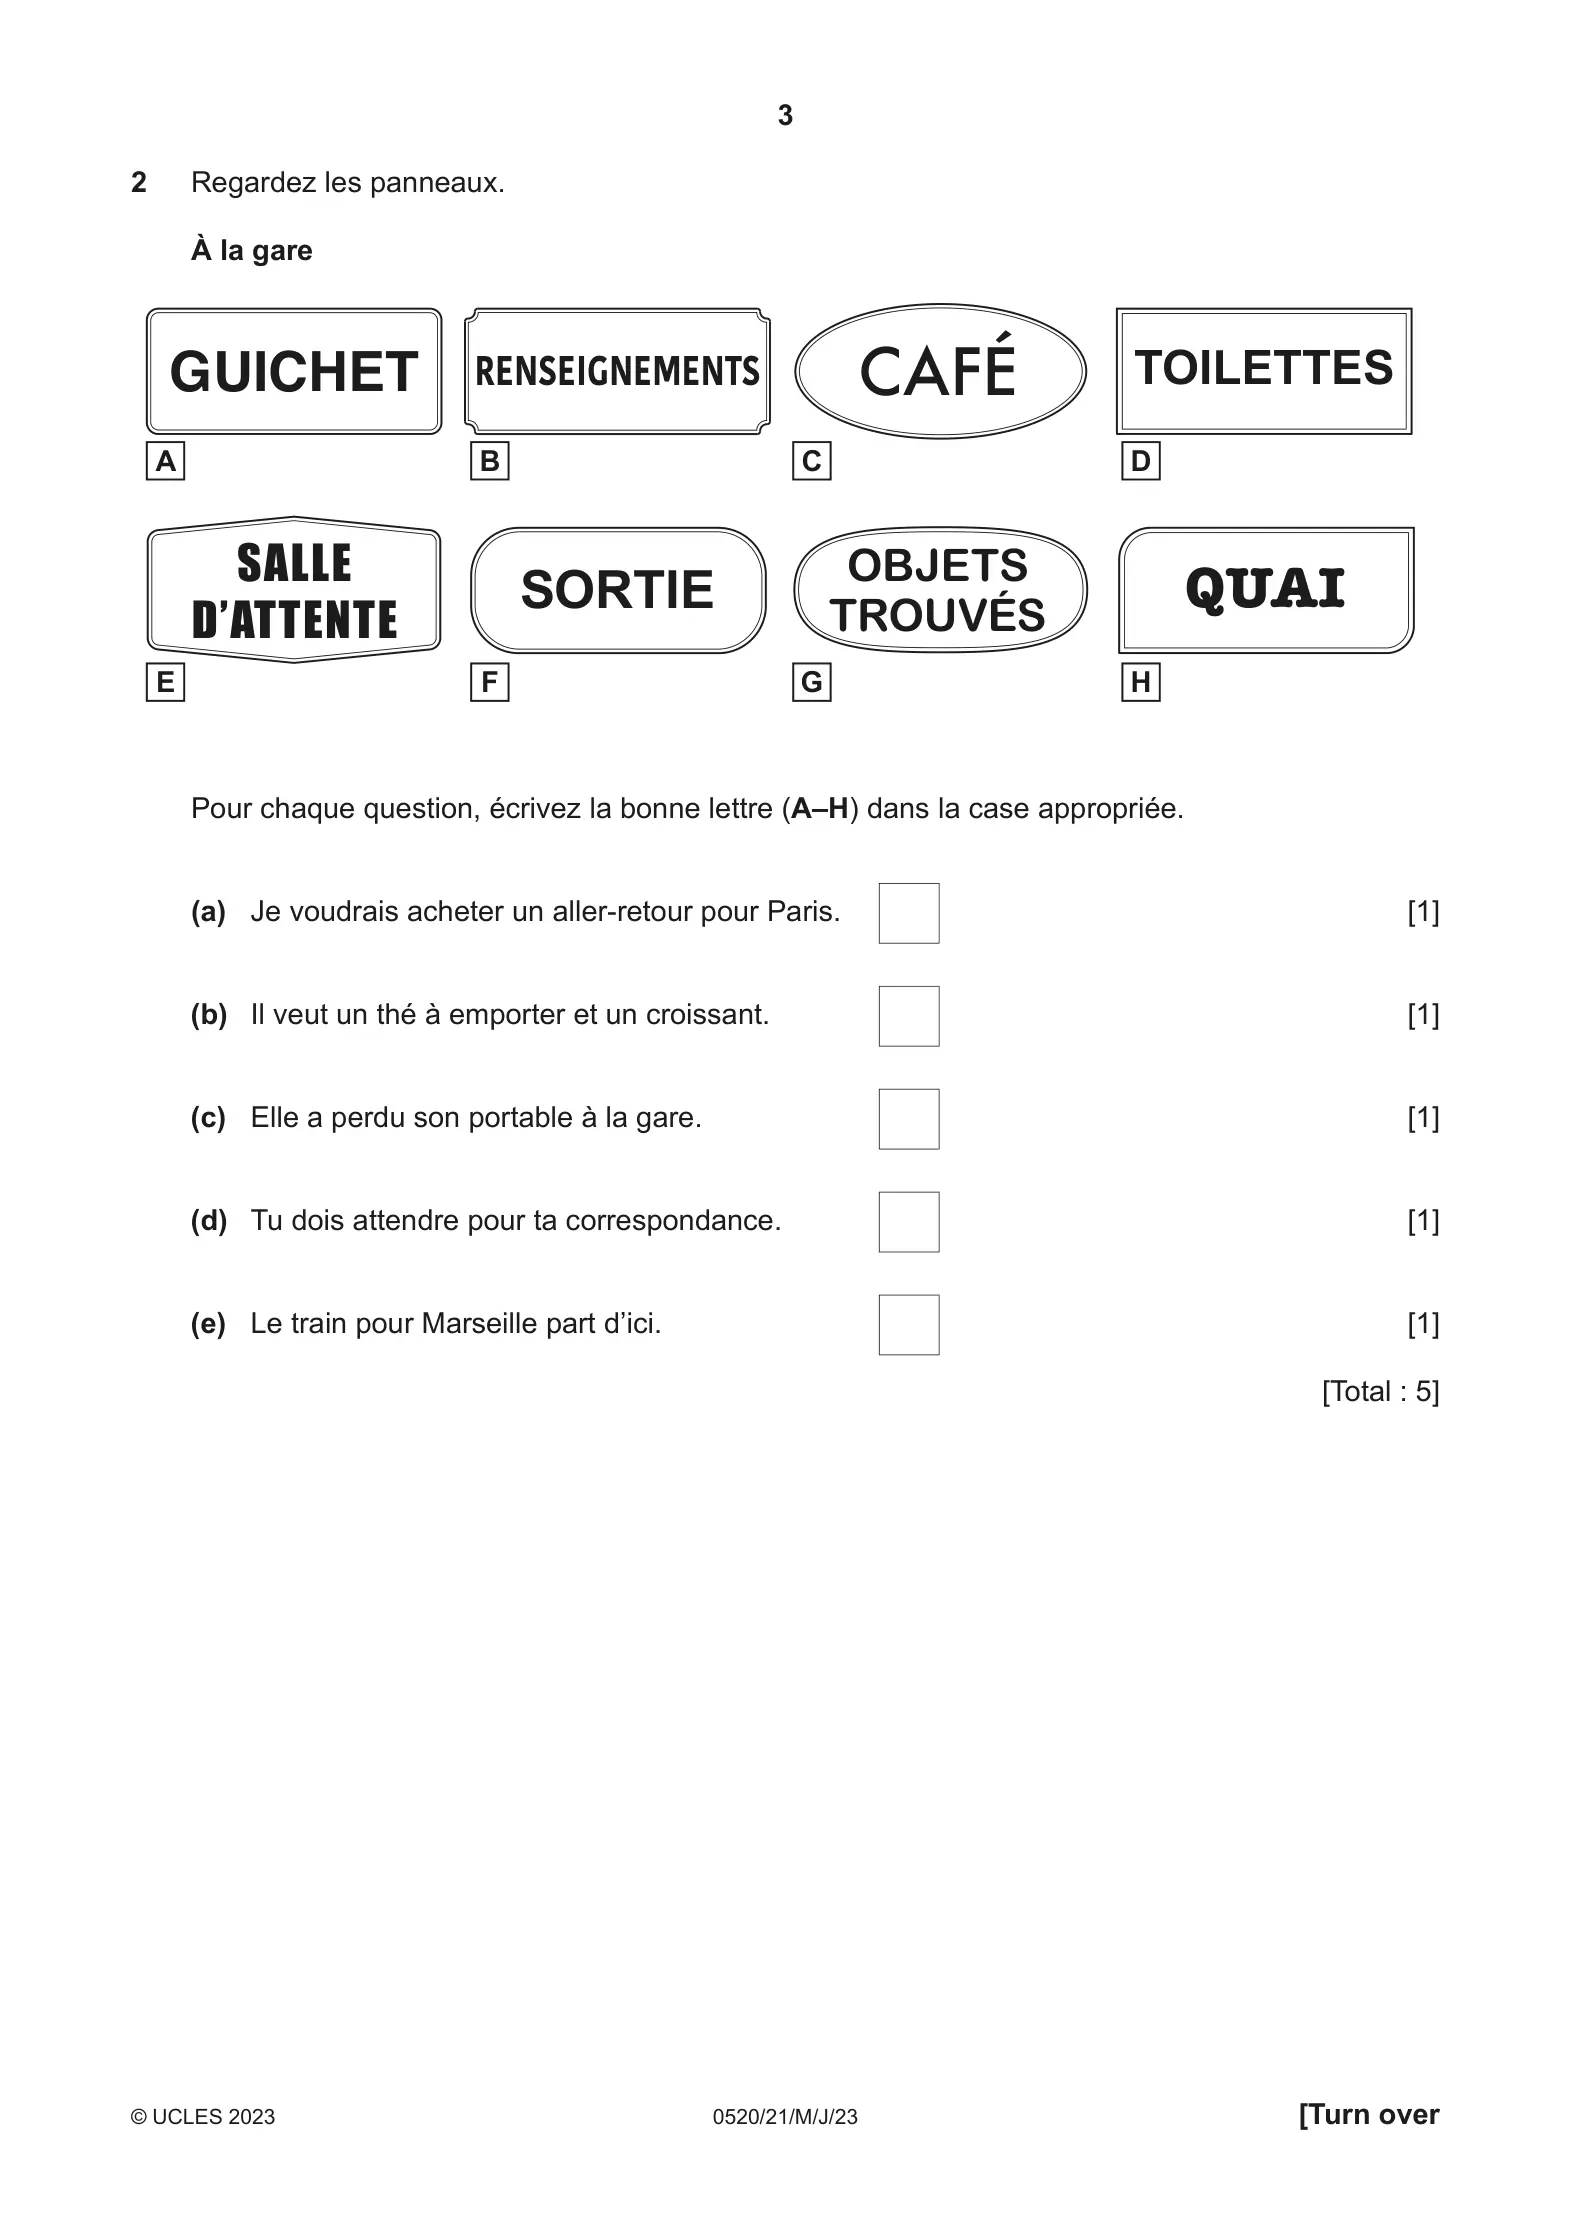 3
2 Regardez les panneaux.
À la gare
GUICHET RENSEIGNEMENTS CAFÉ TOILETTES
A B C D
SALLE D’ATTENTE SORTIE OBJETS TROUVÉS QUAI
E F G H
Pour chaque question, écrivez la bonne lettre (A–H) dans la case appropriée.
(a) Je voudrais acheter un aller-retour pour Paris. [1]
(b) Il veut un thé à emporter et un croissant. [1]
(c) Elle a perdu son portable à la gare. [1]
(d) Tu dois attendre pour ta correspondance. [1]
(e) Le train pour Marseille part d’ici. [1]
[Total : 5]
© UCLES 2023 0520/21/M/J/23 [Turn over